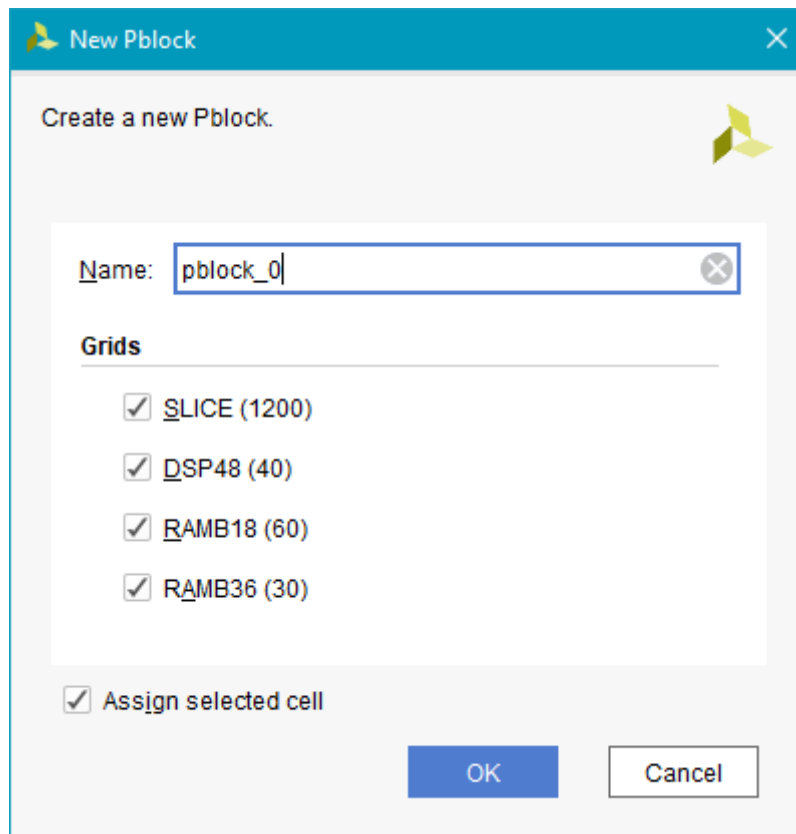 New Pblock
Create a new Pblock.
Name: pblock_0
Grids
SLICE (1200)
DSP48 (40)
RAMB18 (60)
RAMB36 (30)
Assign selected cell
OK Cancel